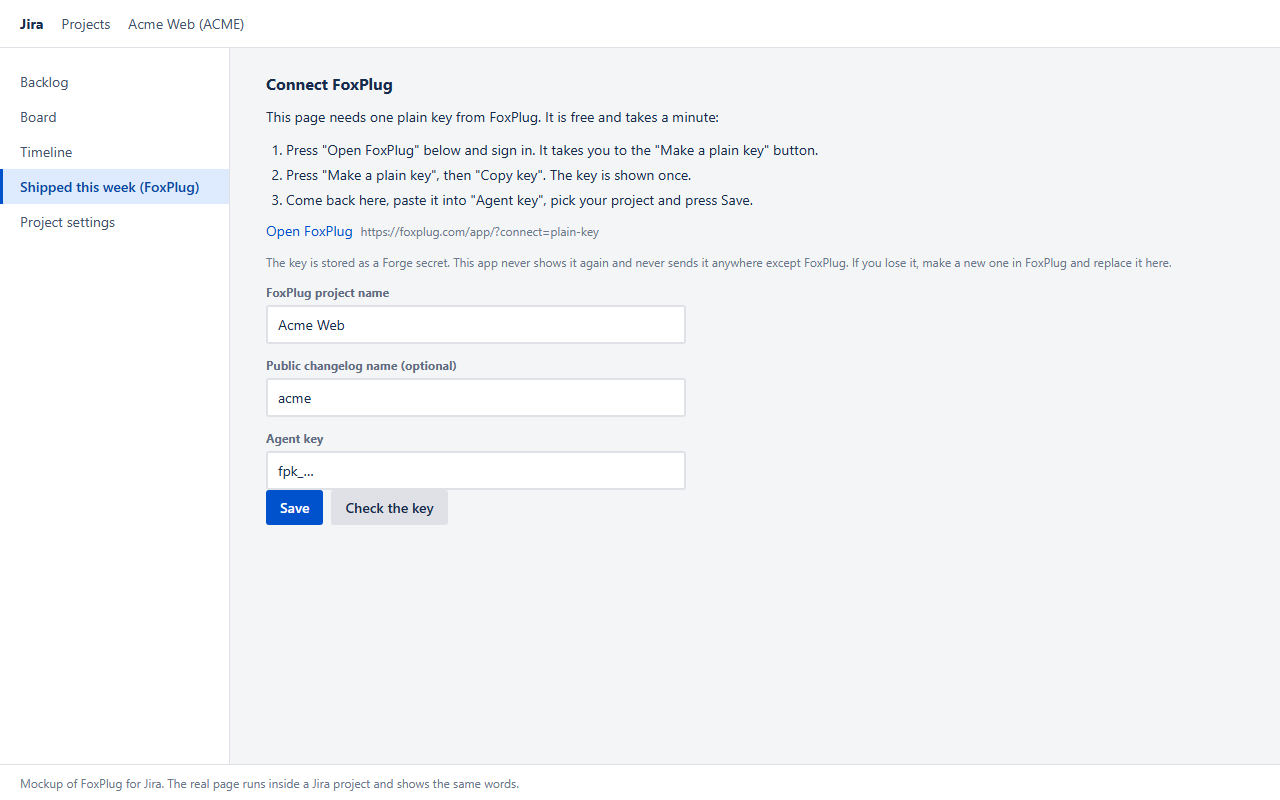 Jira Projects Acme Web (ACME)
Backlog
Board
Timeline
Shipped this week (FoxPlug)
Project settings
Connect FoxPlug
This page needs one plain key from FoxPlug. It is free and takes a minute:
1. Press "Open FoxPlug" below and sign in. It takes you to the "Make a plain key" button.
2. Press "Make a plain key", then "Copy key". The key is shown once.
3. Come back here, paste it into "Agent key", pick your project and press Save.
Open FoxPlug https://foxplug.com/app/?connect=plain-key
The key is stored as a Forge secret. This app never shows it again and never sends it anywhere except FoxPlug. If you lose it, make a new one in FoxPlug and replace it here.
FoxPlug project name
Acme Web
Public changelog name (optional)
acme
Agent key
fpk_...
Save Check the key
Mockup of FoxPlug for Jira. The real page runs inside a Jira project and shows the same words.